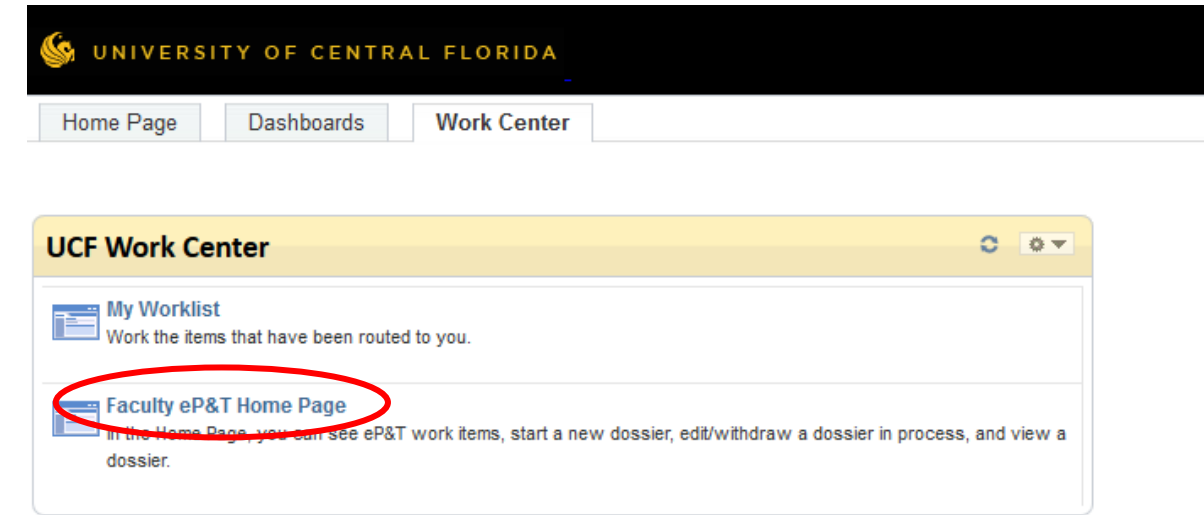 UNIVERSITY OF CENTRAL FLORIDA
Home Page Dashboards Work Center
UCF Work Center
My Worklist
Work the items that have been routed to you.
Faculty eP&T Home Page
In the Home Page, you can see eP&T work items, start a new dossier, edit/withdraw a dossier in process, and view a
dossier.